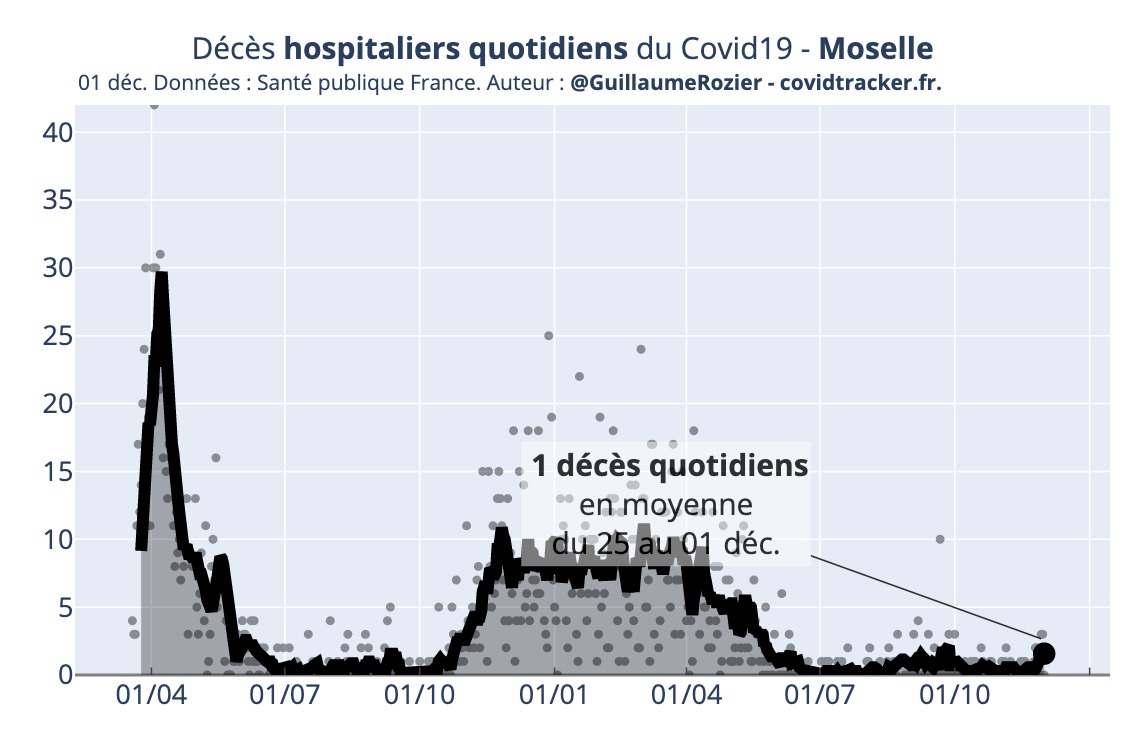 Décès hospitaliers quotidiens du Covid19 - Moselle
01 déc. Données : Santé publique France. Auteur : @GuillaumeRozier - covidtracker.fr.
40
35
30
25
20
15
10
5
0
1 décès quotidiens
en moyenne
du 25 au 01 déc.
01/04 01/07 01/10 01/01 01/04 01/07 01/10